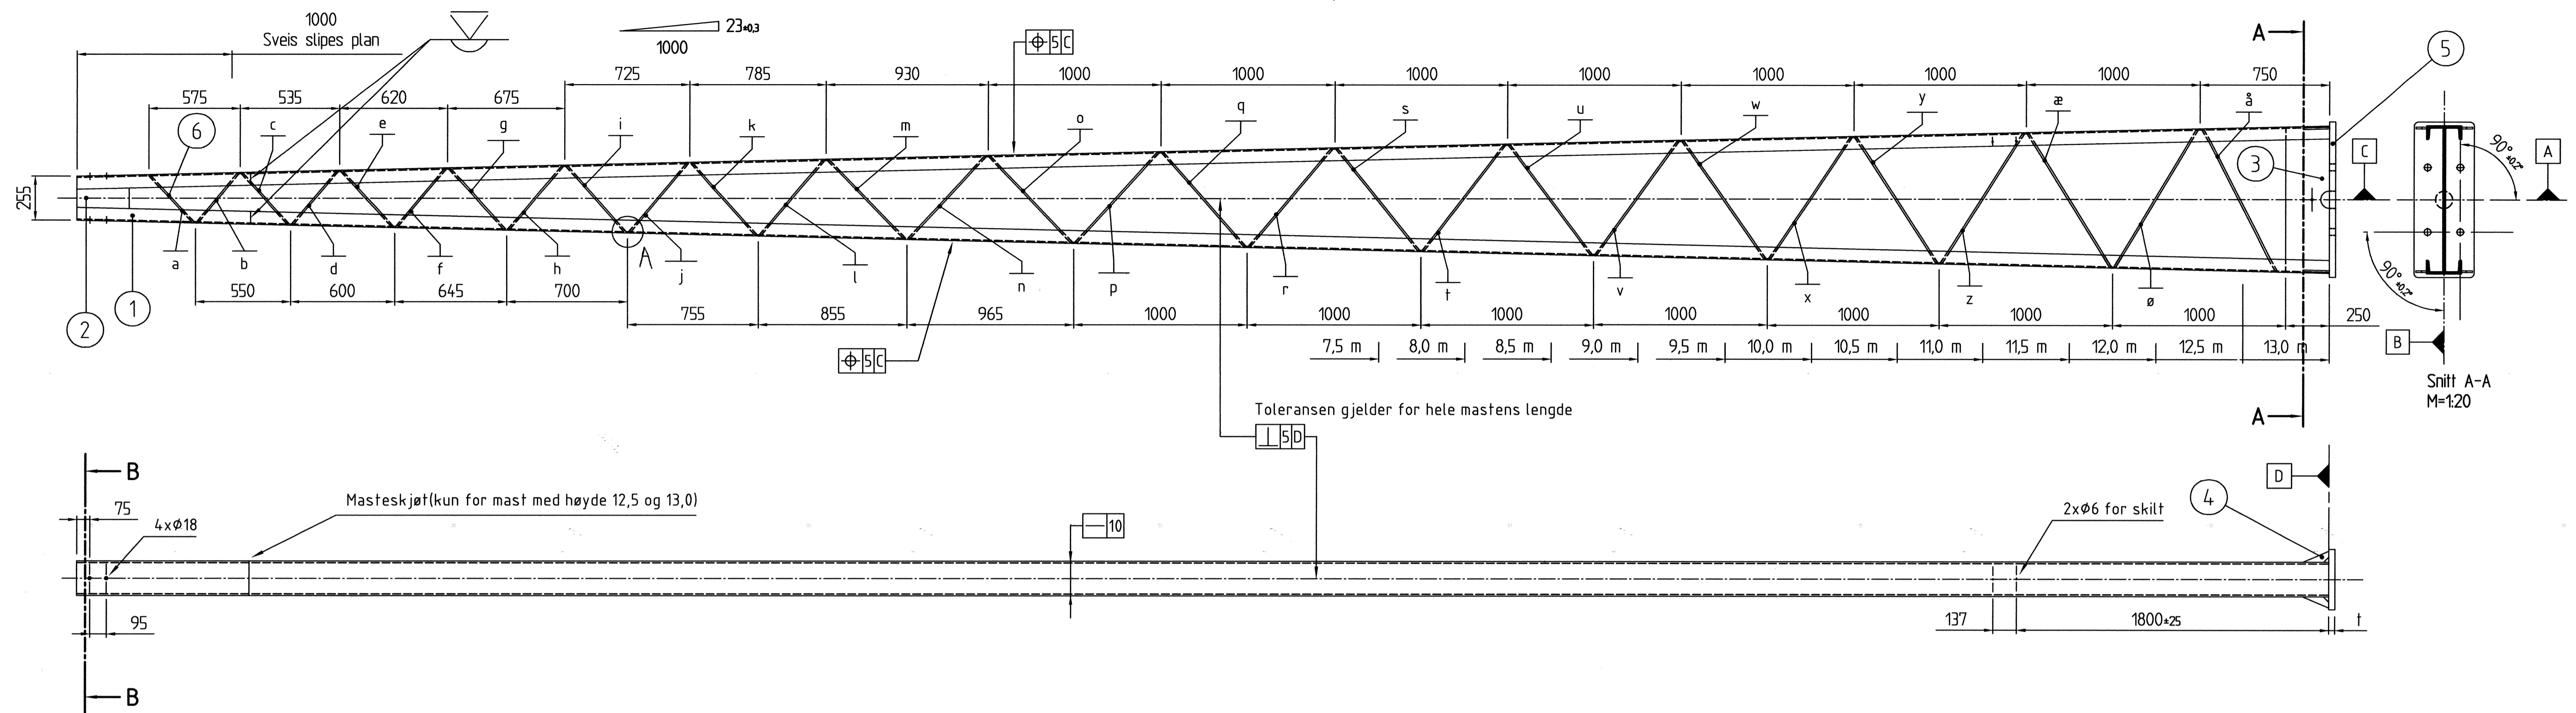 1000
Sveis slipes plan
23±0,3
1000
⌖ 5 C
A
5
725
785
930
1000
1000
1000
1000
1000
1000
1000
750
575
535
620
675
6
c
e
g
i
k
m
o
q
s
u
w
y
æ
å
255
3
C
90° ±0,2°
A
a
b
d
f
h
A
j
l
n
p
r
t
v
x
z
ø
90° ±0,2°
2
1
550
600
645
700
755
855
965
1000
1000
1000
1000
1000
1000
250
B
⌖ 5 C
7,5 m
8,0 m
8,5 m
9,0 m
9,5 m
10,0 m
10,5 m
11,0 m
11,5 m
12,0 m
12,5 m
13,0 m
Snitt A-A
M=1:20
A
Toleransen gjelder for hele mastens lengde
⊥ 5 D
B
D
4
75
4xØ18
Masteskjøt(kun for mast med høyde 12,5 og 13,0)
— 10
2xØ6 for skilt
95
137
1800±25
t
B